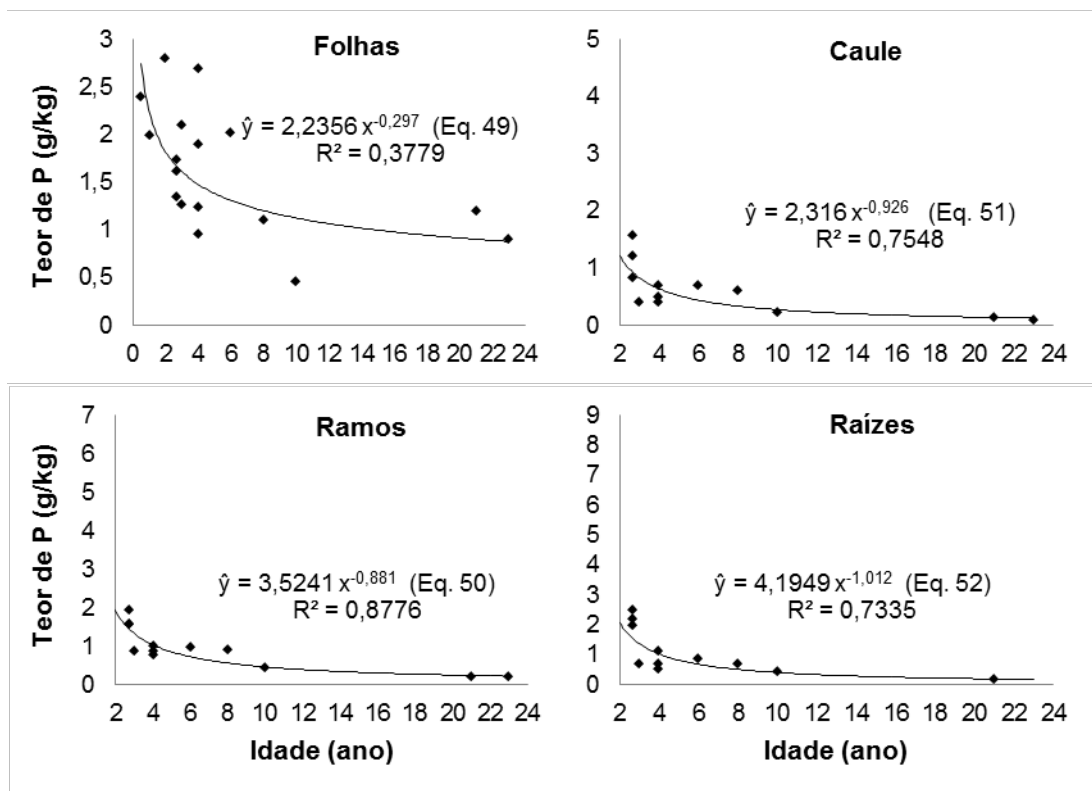 Folhas
Teor de P (g/kg)
3
2,5
2
1,5
1
0,5
0
ŷ = 2,2356 x^-0,297 (Eq. 49)
R² = 0,3779
0 2 4 6 8 10 12 14 16 18 20 22 24
Caule
5
4
3
2
1
0
ŷ = 2,316 x^-0,926 (Eq. 51)
R² = 0,7548
2 4 6 8 10 12 14 16 18 20 22 24
Ramos
Teor de P (g/kg)
7
6
5
4
3
2
1
0
ŷ = 3,5241 x^-0,881 (Eq. 50)
R² = 0,8776
2 4 6 8 10 12 14 16 18 20 22 24
Idade (ano)
Raízes
9
8
7
6
5
4
3
2
1
0
ŷ = 4,1949 x^-1,012 (Eq. 52)
R² = 0,7335
2 4 6 8 10 12 14 16 18 20 22 24
Idade (ano)